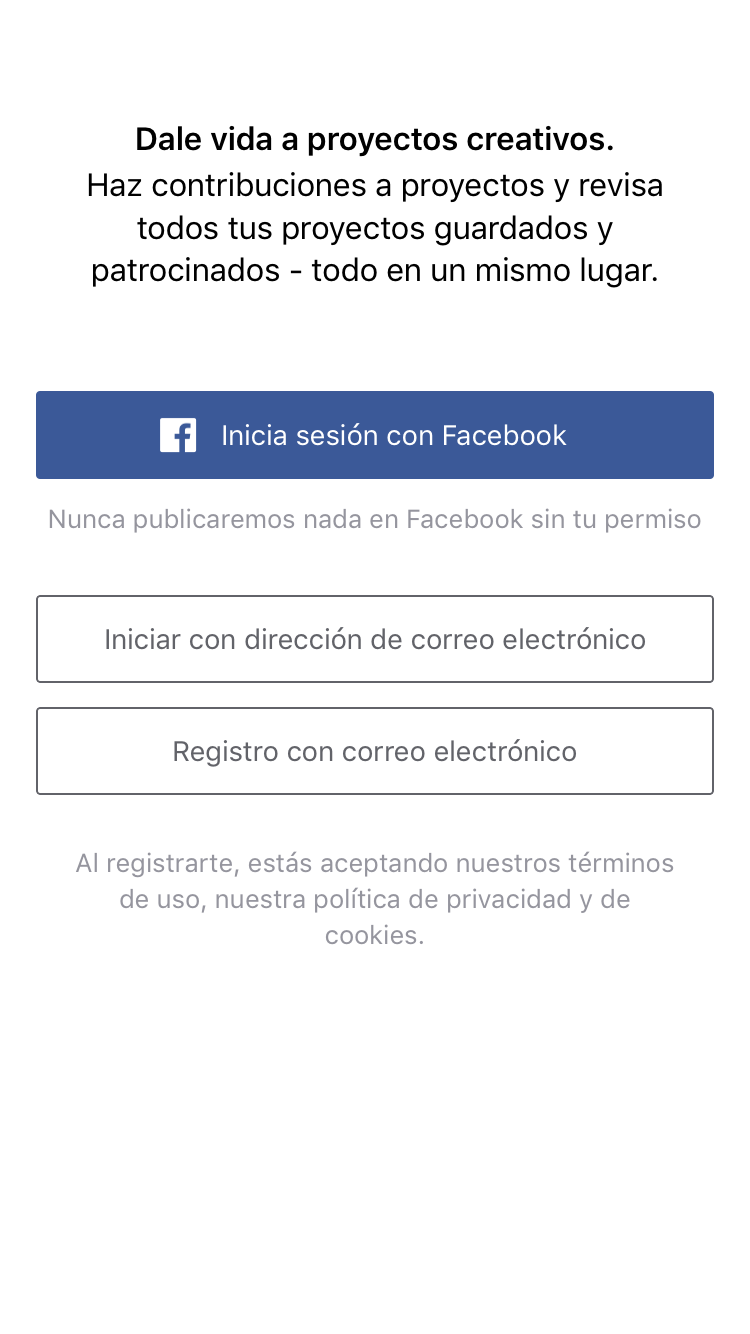 Dale vida a proyectos creativos.
Haz contribuciones a proyectos y revisa
todos tus proyectos guardados y
patrocinados - todo en un mismo lugar.
Inicia sesión con Facebook
Nunca publicaremos nada en Facebook sin tu permiso
Iniciar con dirección de correo electrónico
Registro con correo electrónico
Al registrarte, estás aceptando nuestros términos
de uso, nuestra política de privacidad y de
cookies.